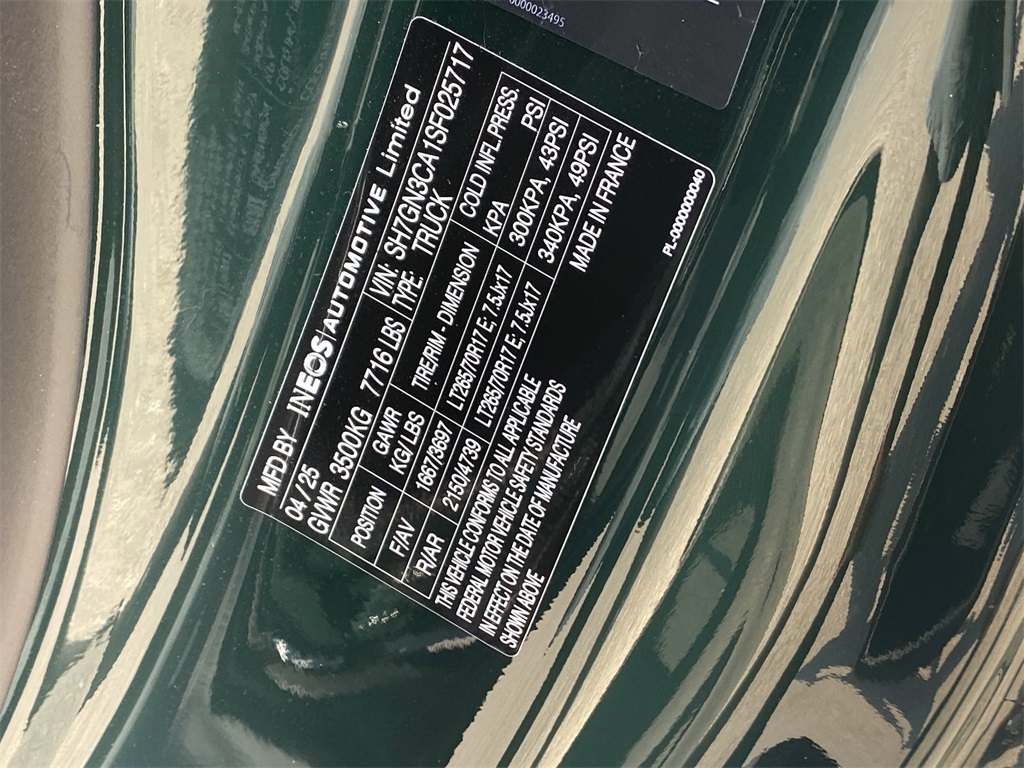 0000023495
MFD BY INEOS AUTOMOTIVE Limited
04 / 25
GVWR 3500KG 7716 LBS VIN: SH7GN3CA1SF025717
TYPE: TRUCK
POSITION GAWR KG/ LBS TIRE/RIM - DIMENSION COLD INFL.PRESS. KPA PSI
F/AV 1667/3697 LT265/70R17 E; 7.5Jx17 300KPA, 43PSI
R/AR 2150/4739 LT265/70R17 E; 7.5Jx17 340KPA, 49PSI
THIS VEHICLE CONFORMS TO ALL APPLICABLE
FEDERAL MOTOR VEHICLE SAFETY STANDARDS
IN EFFECT ON THE DATE OF MANUFACTURE
SHOWN ABOVE
MADE IN FRANCE
PL-0000000040